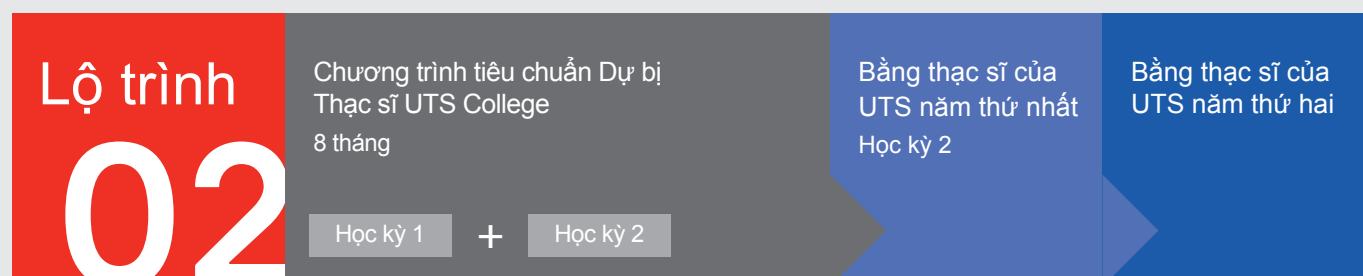 Lộ trình
02
Chương trình tiêu chuẩn Dự bị
Thạc sĩ UTS College
8 tháng
Học kỳ 1 + Học kỳ 2
Bằng thạc sĩ của
UTS năm thứ nhất
Học kỳ 2
Bằng thạc sĩ của
UTS năm thứ hai